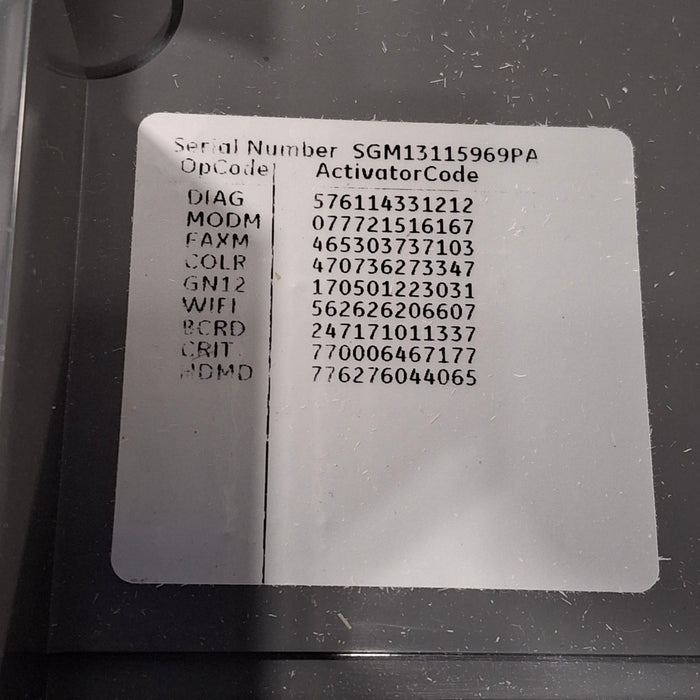 Serial Number SGM13115969PA
OpCode ActivatorCode
DIAG 576114331212
MODM 077721516167
FAXM 465303737103
COLR 470736273347
GN12 170501223031
WIFI 562626206607
BCRD 247171011337
CRIT 770006467177
HDMD 776276044065